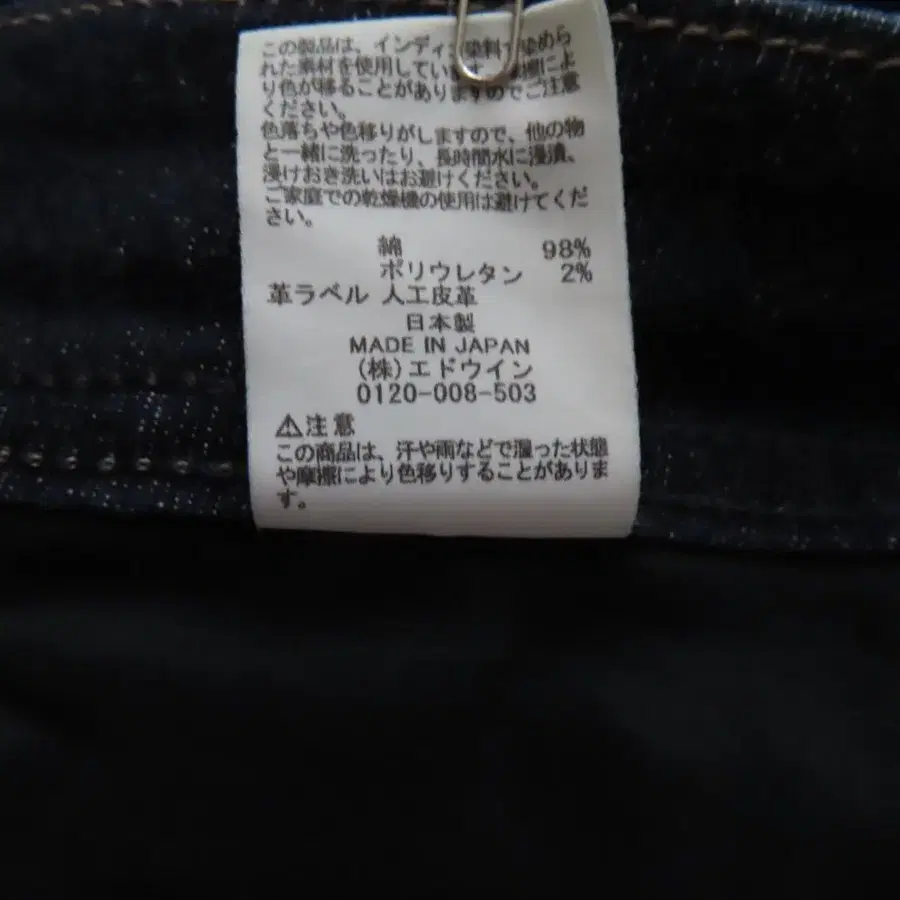 この製品は、インディ 染料で染めら
れた素材を使用しています 摩擦によ
り色が移ることがありますのでご注意
ください。
色落ちや色移りがしますので、他の物
と一緒に洗ったり、長時間水に浸漬、
浸けおき洗いはお避けください。
ご家庭での乾燥機の使用は避けてくだ
さい。
綿 98%
ポリウレタン 2%
革ラベル 人工皮革
日本製
MADE IN JAPAN
(株)エドウイン
0120-008-503
⚠注意
この商品は、汗や雨などで湿った状態
や摩擦により色移りすることがありま
す。